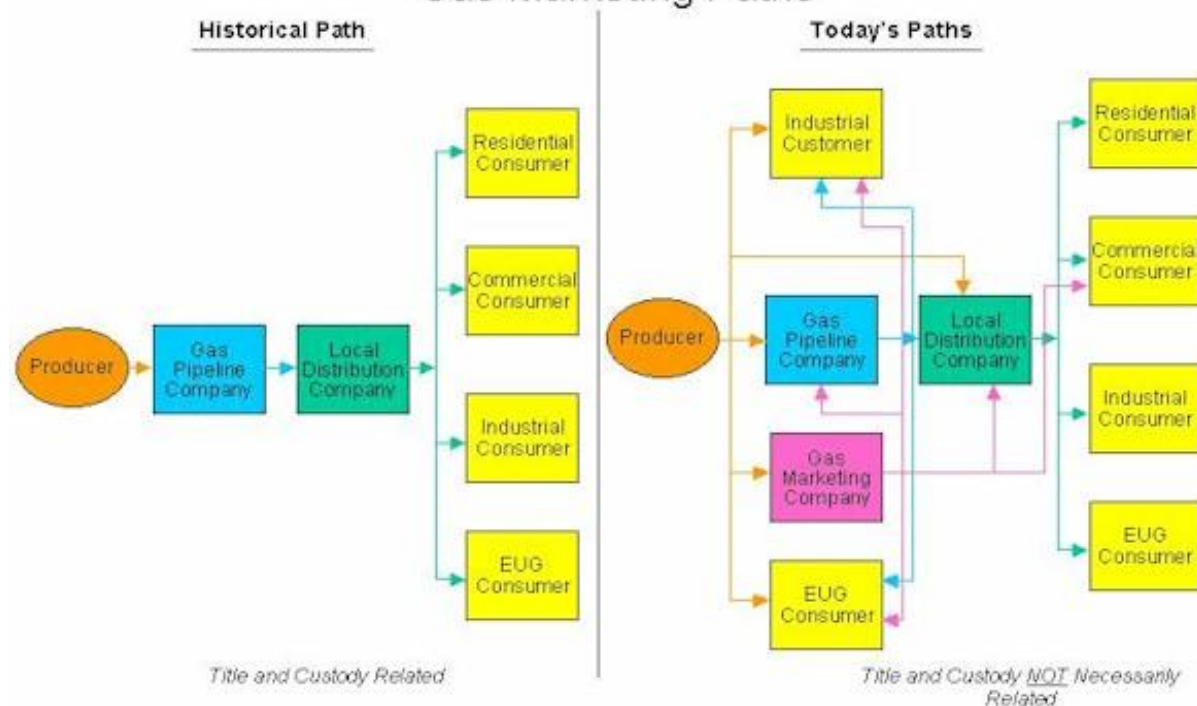 Historical Path
Residential
Consumer
Commercial
Consumer
Producer
Gas
Pipeline
Company
Local
Distribution
Company
Industrial
Consumer
EUG
Consumer
Title and Custody Related
Today's Paths
Industrial
Customer
Residential
Consumer
Commercial
Consumer
Producer
Gas
Pipeline
Company
Local
Distribution
Company
Industrial
Consumer
Gas
Marketing
Company
EUG
Consumer
EUG
Consumer
Title and Custody NOT Necessarily
Related